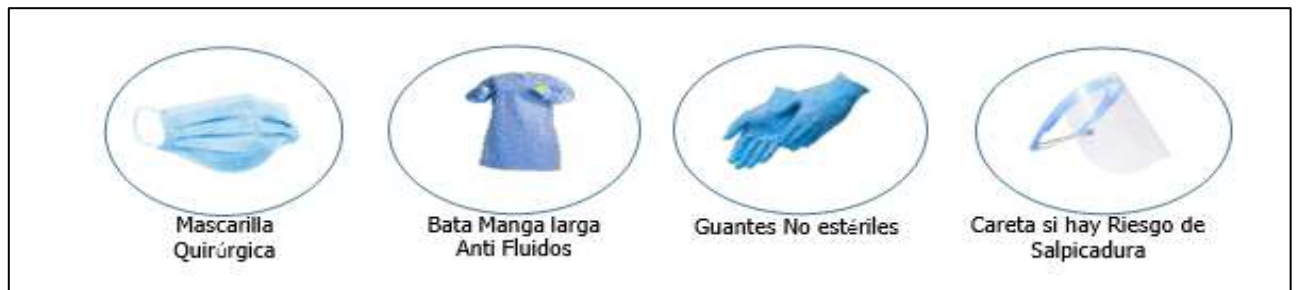 Mascarilla
Quirúrgica
Bata Manga larga
Anti Fluidos
Guantes No estériles
Careta si hay Riesgo de
Salpicadura